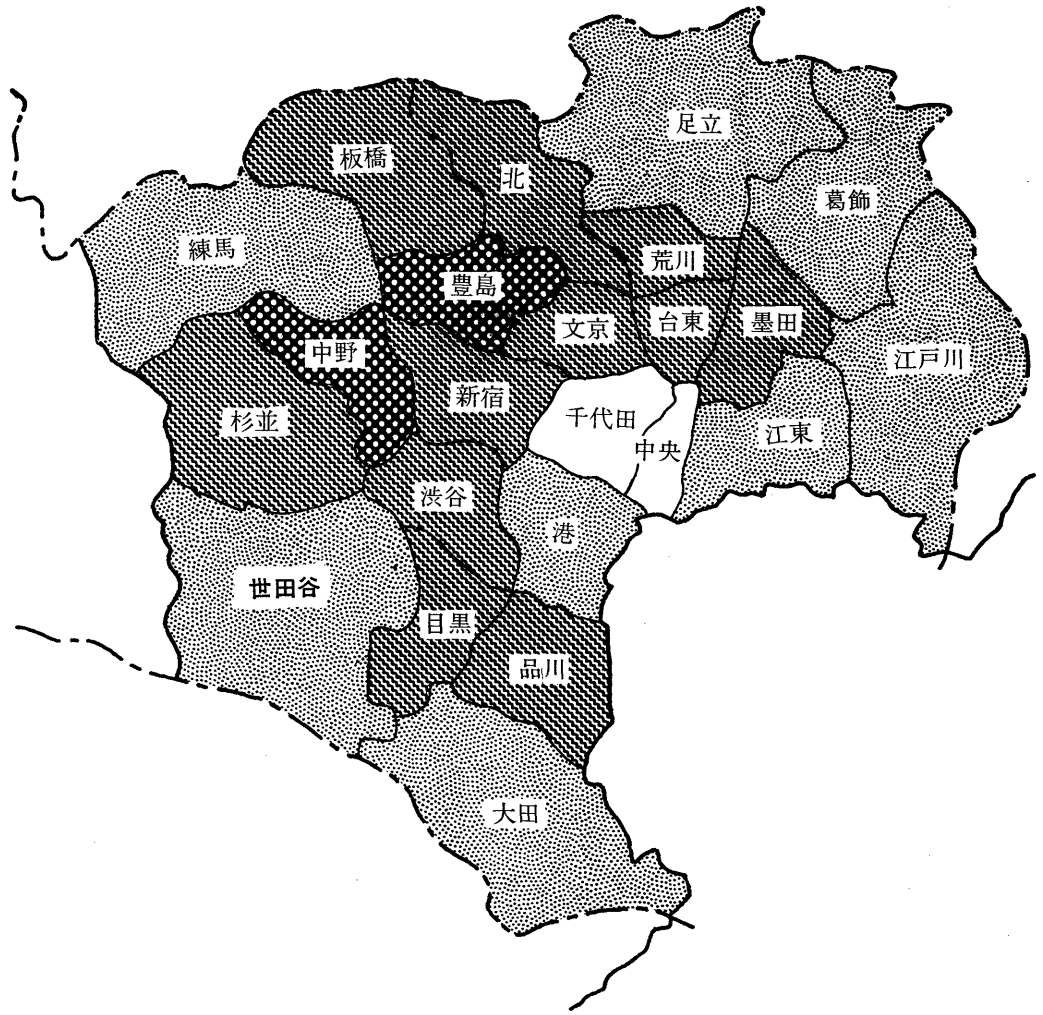 足立
板橋
北
葛飾
練馬
荒川
豊島
台東
墨田
文京
中野
江戸川
新宿
杉並
千代田
江東
中央
渋谷
港
世田谷
目黒
品川
大田